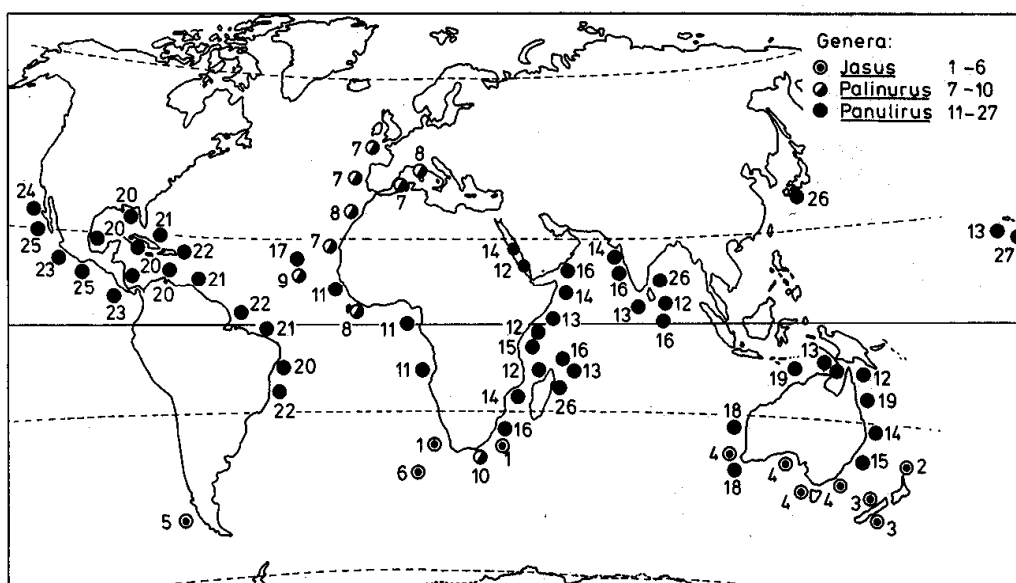 Genera:
Jasus 1-6
Palinurus 7-10
Panulirus 11-27
7
8
7 7
24 20 8 26
21
25 20 7 14 14 13
22 17
23 12 16 16 26 27
25 20 20 21 9 14
23 11 13 12
22 8 13
21 11 12 16
15 16 13
20 11 12 13 19 12
22 14 26 19
16 18 14
1 1 4 15
6 10 4 18 2
4 4 3
5 3